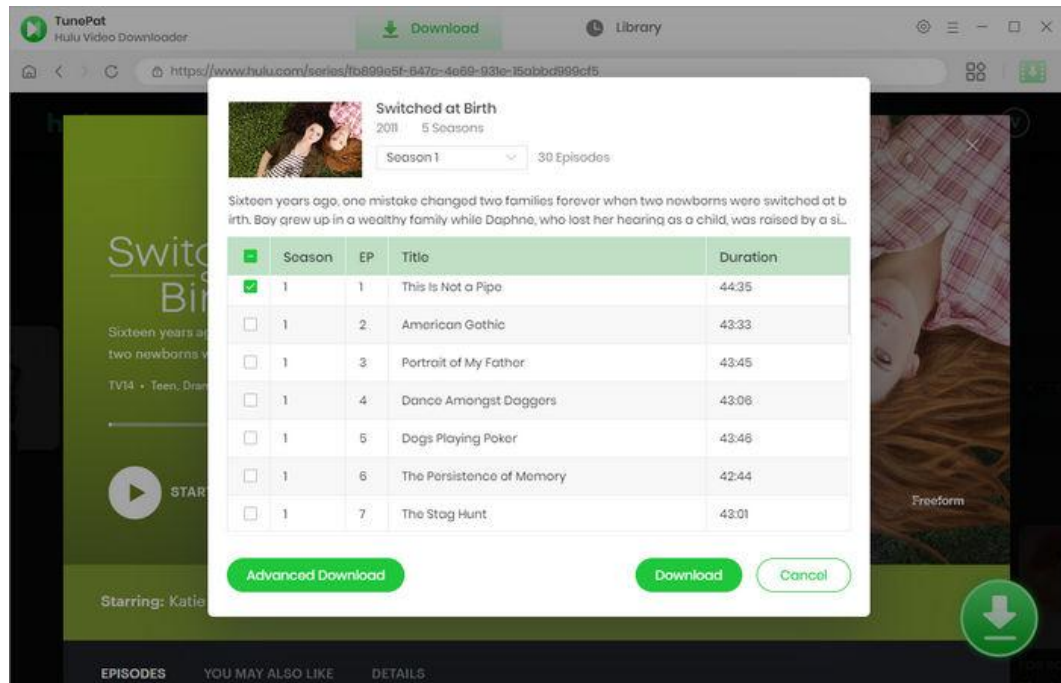 TunePat
Hulu Video Downloader
Download
Library
https://www.hulu.com/series/fb899e5f-847c-4e69-931e-15abbd999cf5
Switched at Birth
2011 5 Seasons
Season 1 30 Episodes
Sixteen years ago, one mistake changed two families forever when two newborns were switched at b
irth. Bay grew up in a wealthy family while Daphne, who lost her hearing as a child, was raised by a si...
Season EP Title Duration
1 1 This Is Not a Pipe 44:35
1 2 American Gothic 43:33
1 3 Portrait of My Father 43:45
1 4 Dance Amongst Daggers 43:06
1 5 Dogs Playing Poker 43:46
1 6 The Persistence of Memory 42:44
1 7 The Stag Hunt 43:01
Advanced Download
Download
Cancel
Switc
Bir
Sixteen years ag
two newborns w
TV14 • Teen, Dram
STAR
Freeform
Starring: Katie
EPISODES YOU MAY ALSO LIKE DETAILS